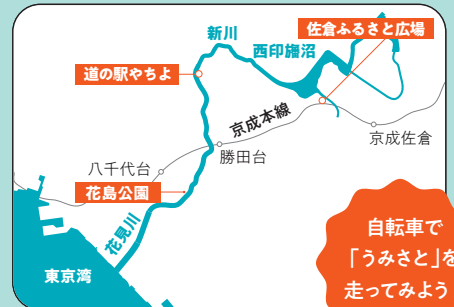 佐倉ふるさと広場
新川
西印旛沼
道の駅やちよ
京成本線
京成佐倉
勝田台
八千代台
花島公園
花見川
東京湾
自転車で
「うみさと」を
走ってみよう